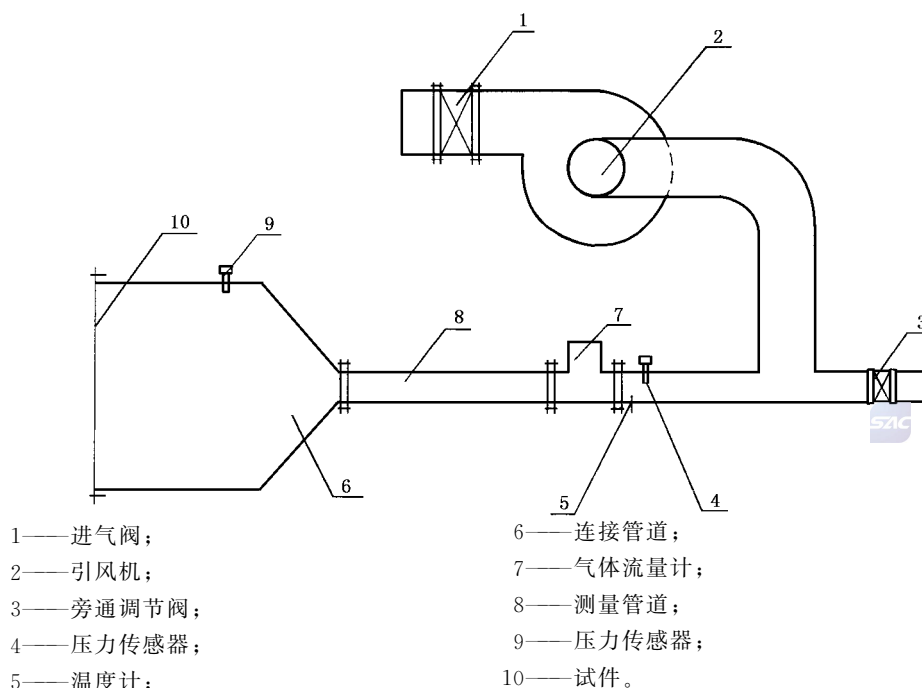 1
2
10
9
8
7
3
SAC
6
5
4
1——进气阀;
2——引风机;
3——旁通调节阀;
4——压力传感器;
5——温度计;
6——连接管道;
7——气体流量计;
8——测量管道;
9——压力传感器;
10——试件。